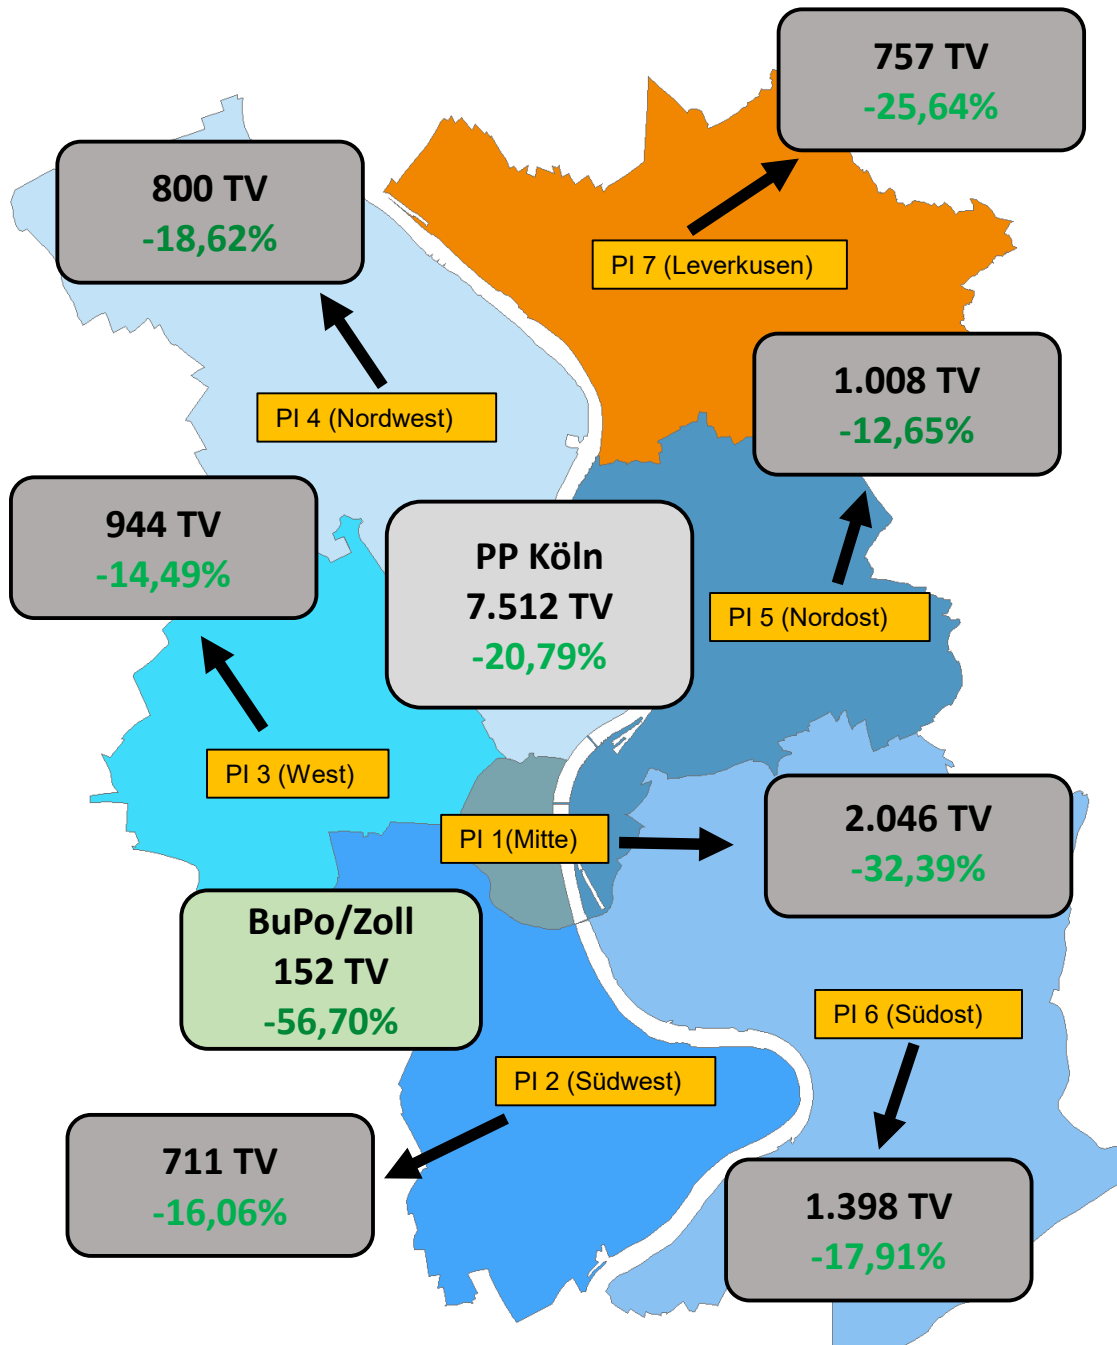 757 TV
-25,64%
800 TV
-18,62%
PI 7 (Leverkusen)
1.008 TV
-12,65%
PI 4 (Nordwest)
944 TV
-14,49%
PP Köln
7.512 TV
-20,79%
PI 5 (Nordost)
PI 3 (West)
PI 1(Mitte)
2.046 TV
-32,39%
BuPo/Zoll
152 TV
-56,70%
PI 6 (Südost)
PI 2 (Südwest)
711 TV
-16,06%
1.398 TV
-17,91%